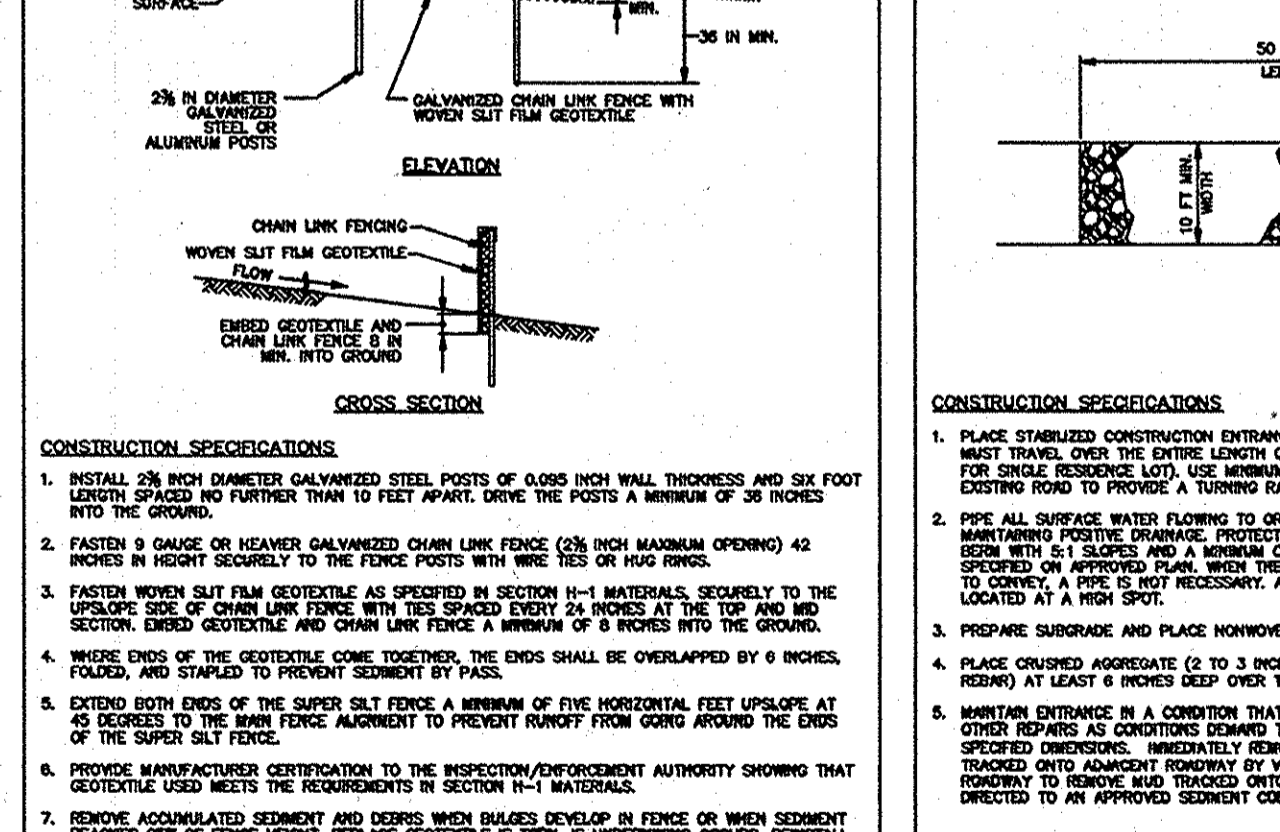 SURFACE
MIN.
36 IN MIN.
2⅜ IN DIAMETER
GALVANIZED
STEEL OR
ALUMINUM POSTS
GALVANIZED CHAIN LINK FENCE WITH
WOVEN SLIT FILM GEOTEXTILE
ELEVATION
CHAIN LINK FENCING
WOVEN SLIT FILM GEOTEXTILE
FLOW
EMBED GEOTEXTILE AND
CHAIN LINK FENCE 8 IN
MIN. INTO GROUND
CROSS SECTION
CONSTRUCTION SPECIFICATIONS
1. INSTALL 2⅜ INCH DIAMETER GALVANIZED STEEL POSTS OF 0.095 INCH WALL THICKNESS AND SIX FOOT
LENGTH SPACED NO FURTHER THAN 10 FEET APART. DRIVE THE POSTS A MINIMUM OF 36 INCHES
INTO THE GROUND.
2. FASTEN 9 GAUGE OR HEAVIER GALVANIZED CHAIN LINK FENCE (2⅜ INCH MAXIMUM OPENING) 42
INCHES IN HEIGHT SECURELY TO THE FENCE POSTS WITH WIRE TIES OR HUG RINGS.
3. FASTEN WOVEN SLIT FILM GEOTEXTILE AS SPECIFIED IN SECTION H-1 MATERIALS, SECURELY TO THE
UPSLOPE SIDE OF CHAIN LINK FENCE WITH TIES SPACED EVERY 24 INCHES AT THE TOP AND MID
SECTION. EMBED GEOTEXTILE AND CHAIN LINK FENCE A MINIMUM OF 8 INCHES INTO THE GROUND.
4. WHERE ENDS OF THE GEOTEXTILE COME TOGETHER, THE ENDS SHALL BE OVERLAPPED BY 6 INCHES,
FOLDED, AND STAPLED TO PREVENT SEDIMENT BY PASS.
5. EXTEND BOTH ENDS OF THE SUPER SILT FENCE A MINIMUM OF FIVE HORIZONTAL FEET UPSLOPE AT
45 DEGREES TO THE MAIN FENCE ALIGNMENT TO PREVENT RUNOFF FROM GOING AROUND THE ENDS
OF THE SUPER SILT FENCE.
6. PROVIDE MANUFACTURER CERTIFICATION TO THE INSPECTION/ENFORCEMENT AUTHORITY SHOWING THAT
GEOTEXTILE USED MEETS THE REQUIREMENTS IN SECTION H-1 MATERIALS.
7. REMOVE ACCUMULATED SEDIMENT AND DEBRIS WHEN BULGES DEVELOP IN FENCE OR WHEN SEDIMENT
50
10 FT MIN.
WIDTH
CONSTRUCTION SPECIFICATIONS
1. PLACE STABILIZED CONSTRUCTION ENTRAN
MUST TRAVEL OVER THE ENTIRE LENGTH
FOR SINGLE RESIDENCE LOT). USE MINIMUM
EXISTING ROAD TO PROVIDE A TURNING RA
2. PIPE ALL SURFACE WATER FLOWING TO OR
MAINTAINING POSITIVE DRAINAGE. PROTECT
BERM WITH 5:1 SLOPES AND A MINIMUM
SPECIFIED ON APPROVED PLAN. WHEN THE
TO CONVEY, A PIPE IS NOT NECESSARY. A
LOCATED AT A HIGH SPOT.
3. PREPARE SUBGRADE AND PLACE NONWOVE
4. PLACE CRUSHED AGGREGATE (2 TO 3 INC
REBAR) AT LEAST 6 INCHES DEEP OVER T
5. MAINTAIN ENTRANCE IN A CONDITION THAT
OTHER REPAIRS AS CONDITIONS DEMAND T
SPECIFIED DIMENSIONS. IMMEDIATELY REM
TRACKED ONTO ADJACENT ROADWAY BY V
ROADWAY TO REMOVE MUD TRACKED ONTO
DIRECTED TO AN APPROVED SEDIMENT CO